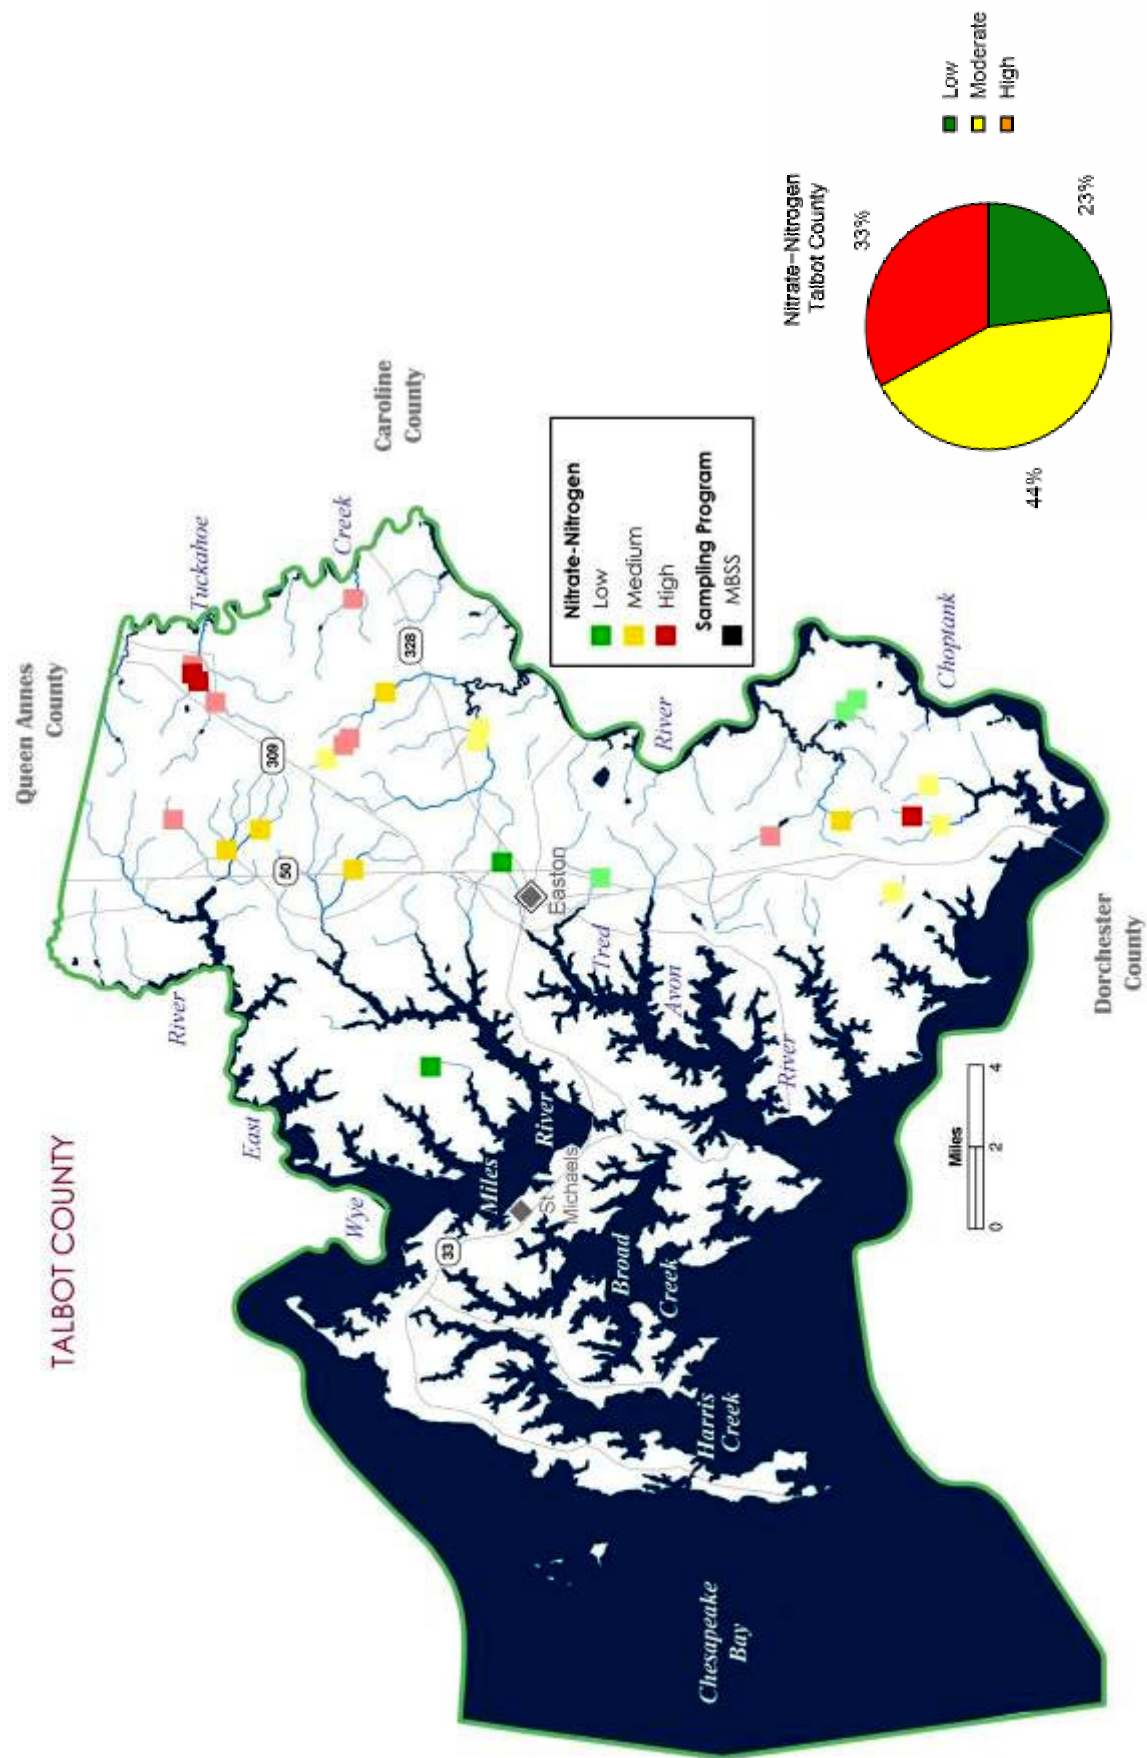 TALBOT COUNTY
Queen Annes
County
Caroline
County
Dorchester
County
Wye
East
River
Tuckahoe
Creek
309
50
328
33
Miles
River
St
Michaels
Easton
Broad
Creek
Harris
Creek
Tred
Avon
River
River
Choptank
Chesapeake
Bay
Miles
0 2 4
Nitrate-Nitrogen
Low
Medium
High
Sampling Program
MBSS
Nitrate-Nitrogen
Talbot County
33%
23%
44%
Low
Moderate
High